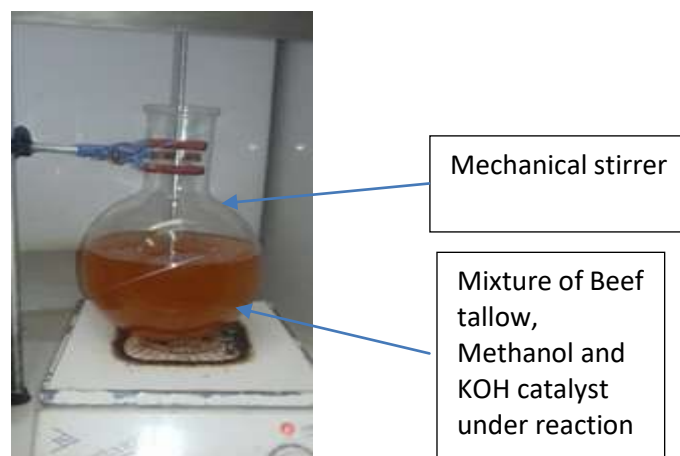 Mechanical stirrer
Mixture of Beef
tallow,
Methanol and
KOH catalyst
under reaction